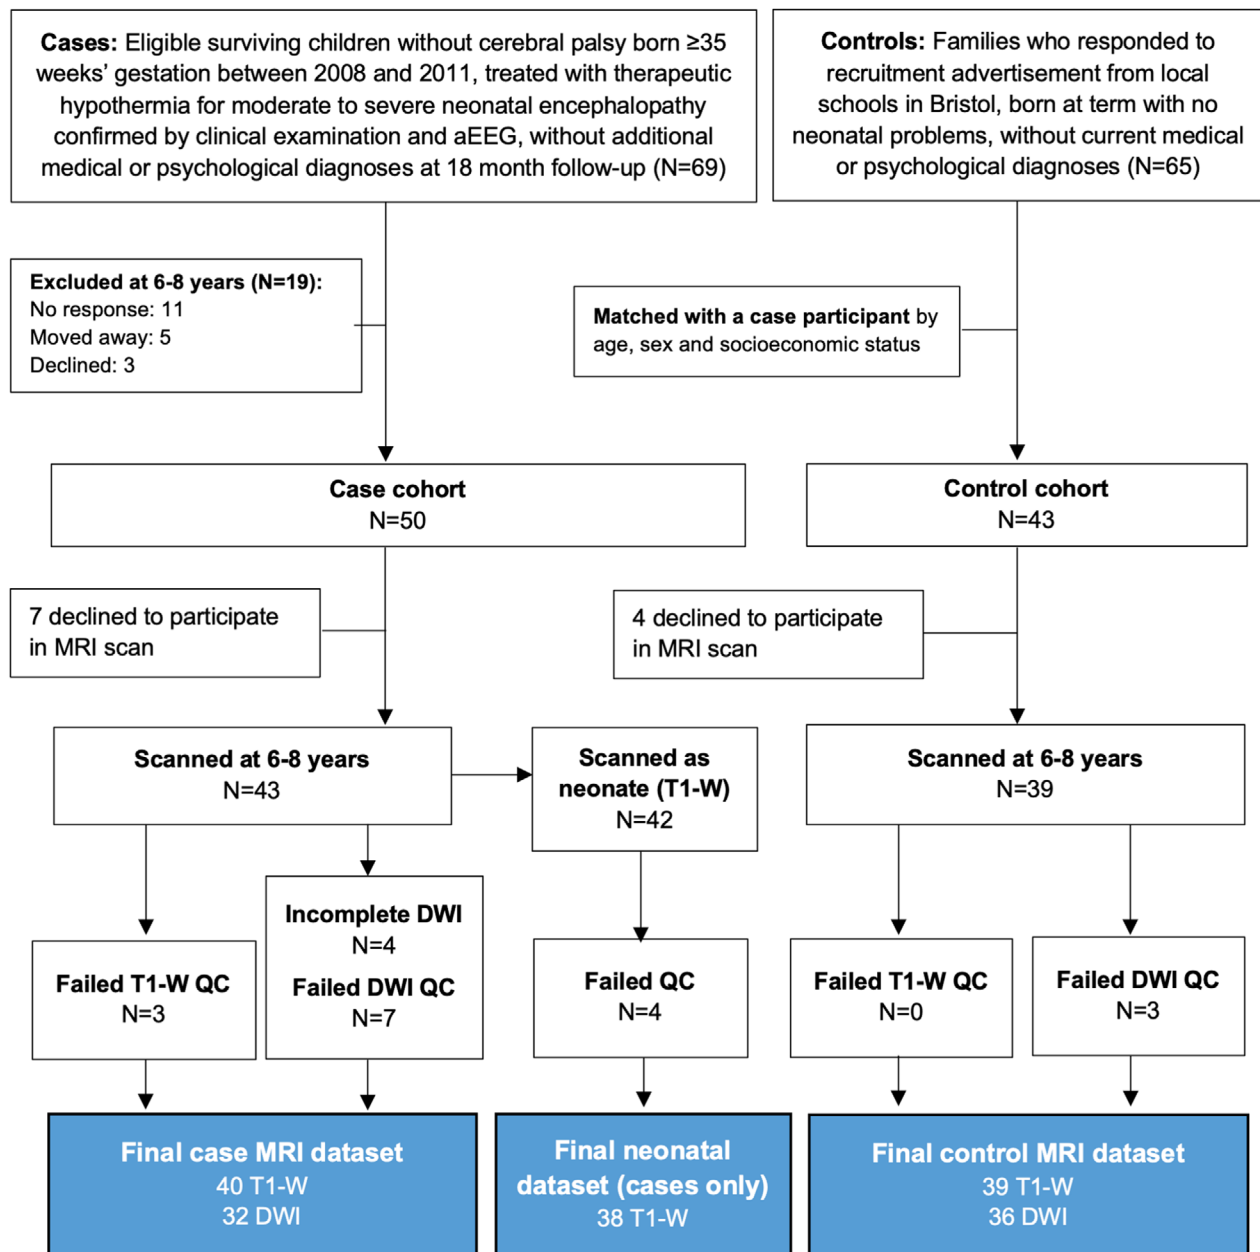 Cases: Eligible surviving children without cerebral palsy born ≥35
weeks' gestation between 2008 and 2011, treated with therapeutic
hypothermia for moderate to severe neonatal encephalopathy
confirmed by clinical examination and aEEG, without additional
medical or psychological diagnoses at 18 month follow-up (N=69)
Controls: Families who responded to
recruitment advertisement from local
schools in Bristol, born at term with no
neonatal problems, without current medical
or psychological diagnoses (N=65)
Excluded at 6-8 years (N=19):
No response: 11
Moved away: 5
Declined: 3
Matched with a case participant by
age, sex and socioeconomic status
Case cohort
N=50
Control cohort
N=43
7 declined to participate
in MRI scan
4 declined to participate
in MRI scan
Scanned at 6-8 years
N=43
Scanned as
neonate (T1-W)
N=42
Scanned at 6-8 years
N=39
Failed T1-W QC
N=3
Incomplete DWI
N=4
Failed DWI QC
N=7
Failed QC
N=4
Failed T1-W QC
N=0
Failed DWI QC
N=3
Final case MRI dataset
40 T1-W
32 DWI
Final neonatal
dataset (cases only)
38 T1-W
Final control MRI dataset
39 T1-W
36 DWI